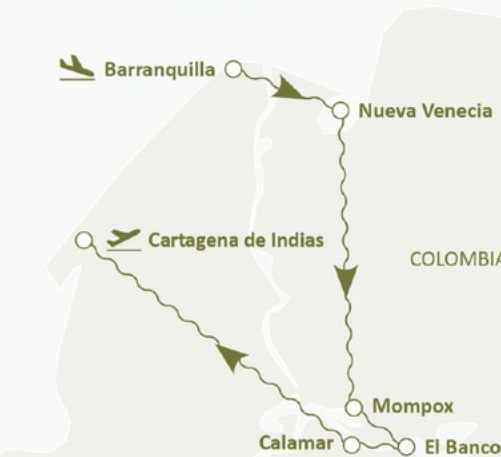 Barranquilla
Nueva Venecia
Cartagena de Indias
COLOMBIA
Mompox
Calamar
El Banco